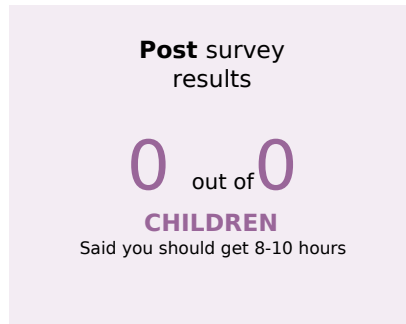 Post survey
results
0 out of 0
CHILDREN
Said you should get 8-10 hours